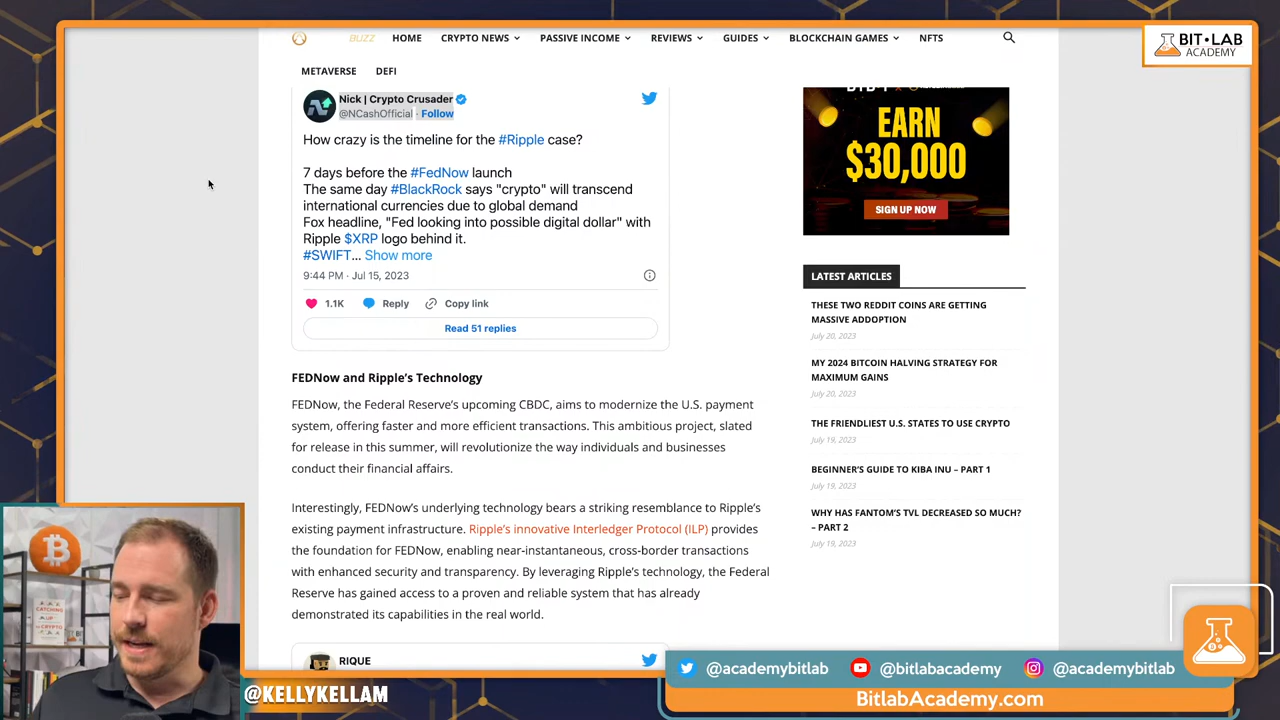 BUZZ
HOME
CRYPTO NEWS
PASSIVE INCOME
REVIEWS
GUIDES
BLOCKCHAIN GAMES
NFTS
METAVERSE
DEFI
BIT LAB
ACADEMY
Nick | Crypto Crusader
@NCashOfficial · Follow
How crazy is the timeline for the #Ripple case?
7 days before the #FedNow launch
The same day #BlackRock says "crypto" will transcend
international currencies due to global demand
Fox headline, "Fed looking into possible digital dollar" with
Ripple $XRP logo behind it.
#SWIFT... Show more
9:44 PM · Jul 15, 2023
1.1K
Reply
Copy link
Read 51 replies
FEDNow and Ripple's Technology
FEDNow, the Federal Reserve's upcoming CBDC, aims to modernize the U.S. payment
system, offering faster and more efficient transactions. This ambitious project, slated
for release in this summer, will revolutionize the way individuals and businesses
conduct their financial affairs.
Interestingly, FEDNow's underlying technology bears a striking resemblance to Ripple's
existing payment infrastructure. Ripple's innovative Interledger Protocol (ILP) provides
the foundation for FEDNow, enabling near-instantaneous, cross-border transactions
with enhanced security and transparency. By leveraging Ripple's technology, the Federal
Reserve has gained access to a proven and reliable system that has already
demonstrated its capabilities in the real world.
RIQUE
EARN
$30,000
SIGN UP NOW
LATEST ARTICLES
THESE TWO REDDIT COINS ARE GETTING
MASSIVE ADDOPTION
July 20, 2023
MY 2024 BITCOIN HALVING STRATEGY FOR
MAXIMUM GAINS
July 20, 2023
THE FRIENDLIEST U.S. STATES TO USE CRYPTO
July 19, 2023
BEGINNER'S GUIDE TO KIBA INU – PART 1
July 19, 2023
WHY HAS FANTOM'S TVL DECREASED SO MUCH?
– PART 2
July 19, 2023
CATCHING
UP
TO CRYPTO
@KELLYKELLAM
@academybitlab
@bitlabacademy
@academybitlab
BitlabAcademy.com